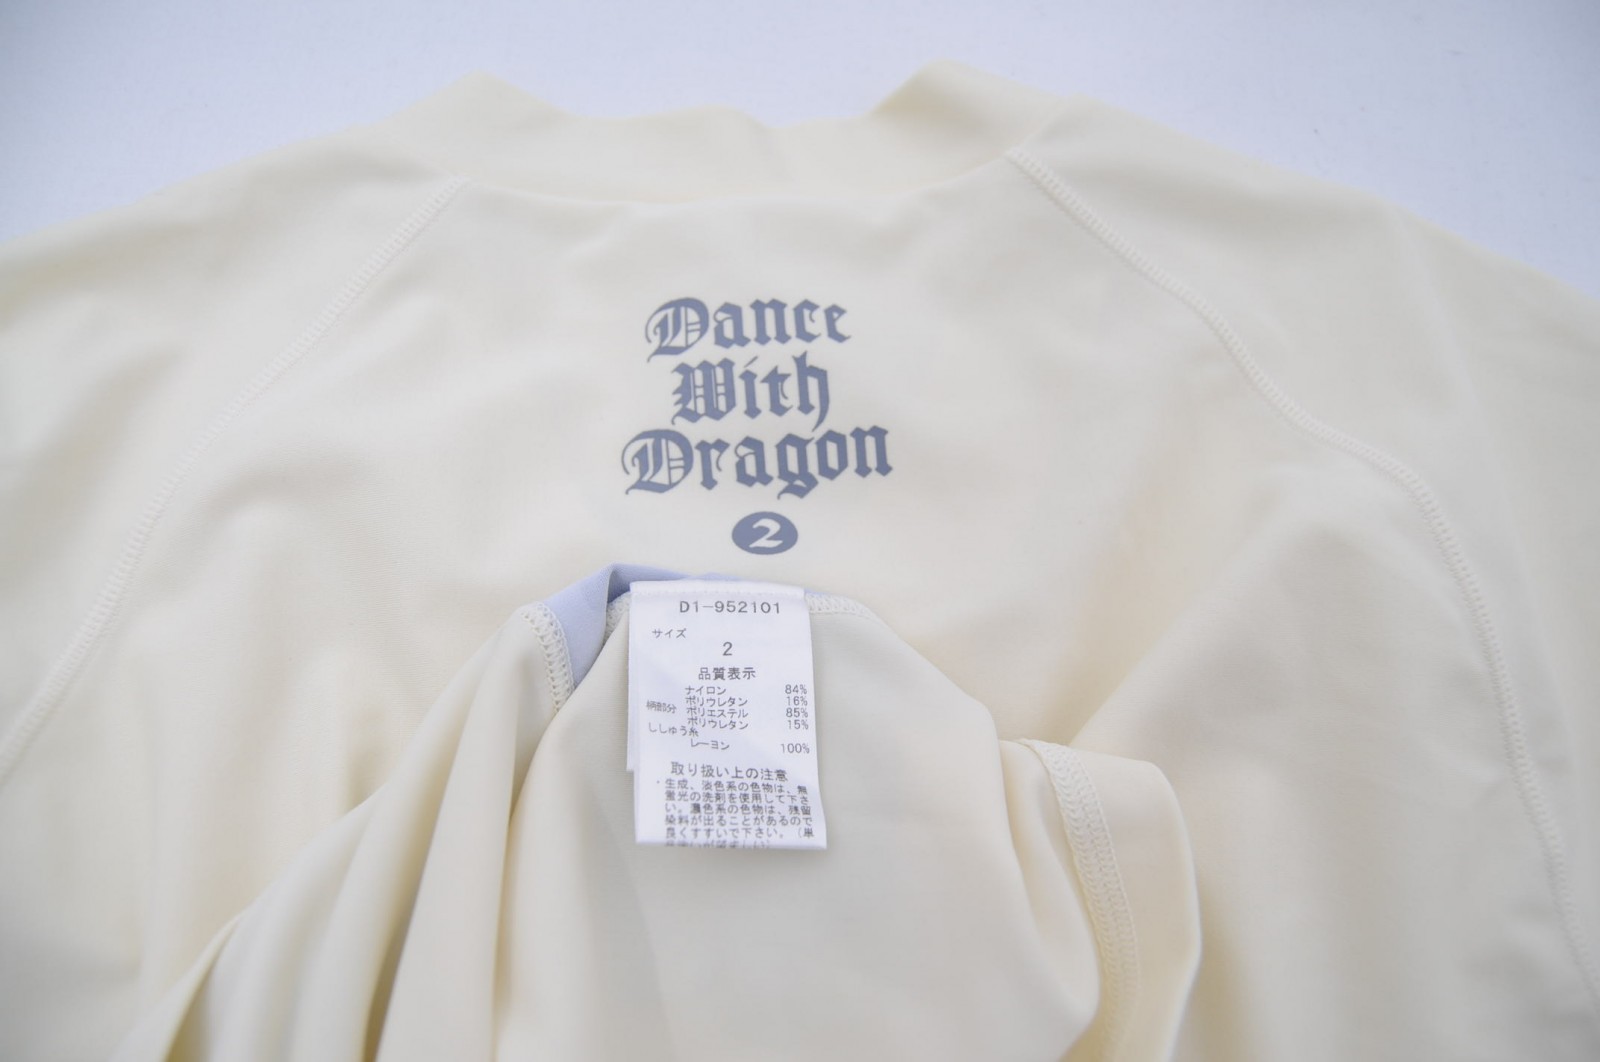 Dance
With
Dragon
2
D1-952101
サイズ
2
品質表示
ナイロン 84%
ポリウレタン 16%
柄部分 ポリエステル 85%
ポリウレタン 15%
ししゅう糸
レーヨン 100%
取り扱い上の注意
・生成、淡色系の色物は、無
蛍光の洗剤を使用して下さ
い。濃色系の色物は、残留
染料が出ることがあるので
良くすすいで下さい。(単